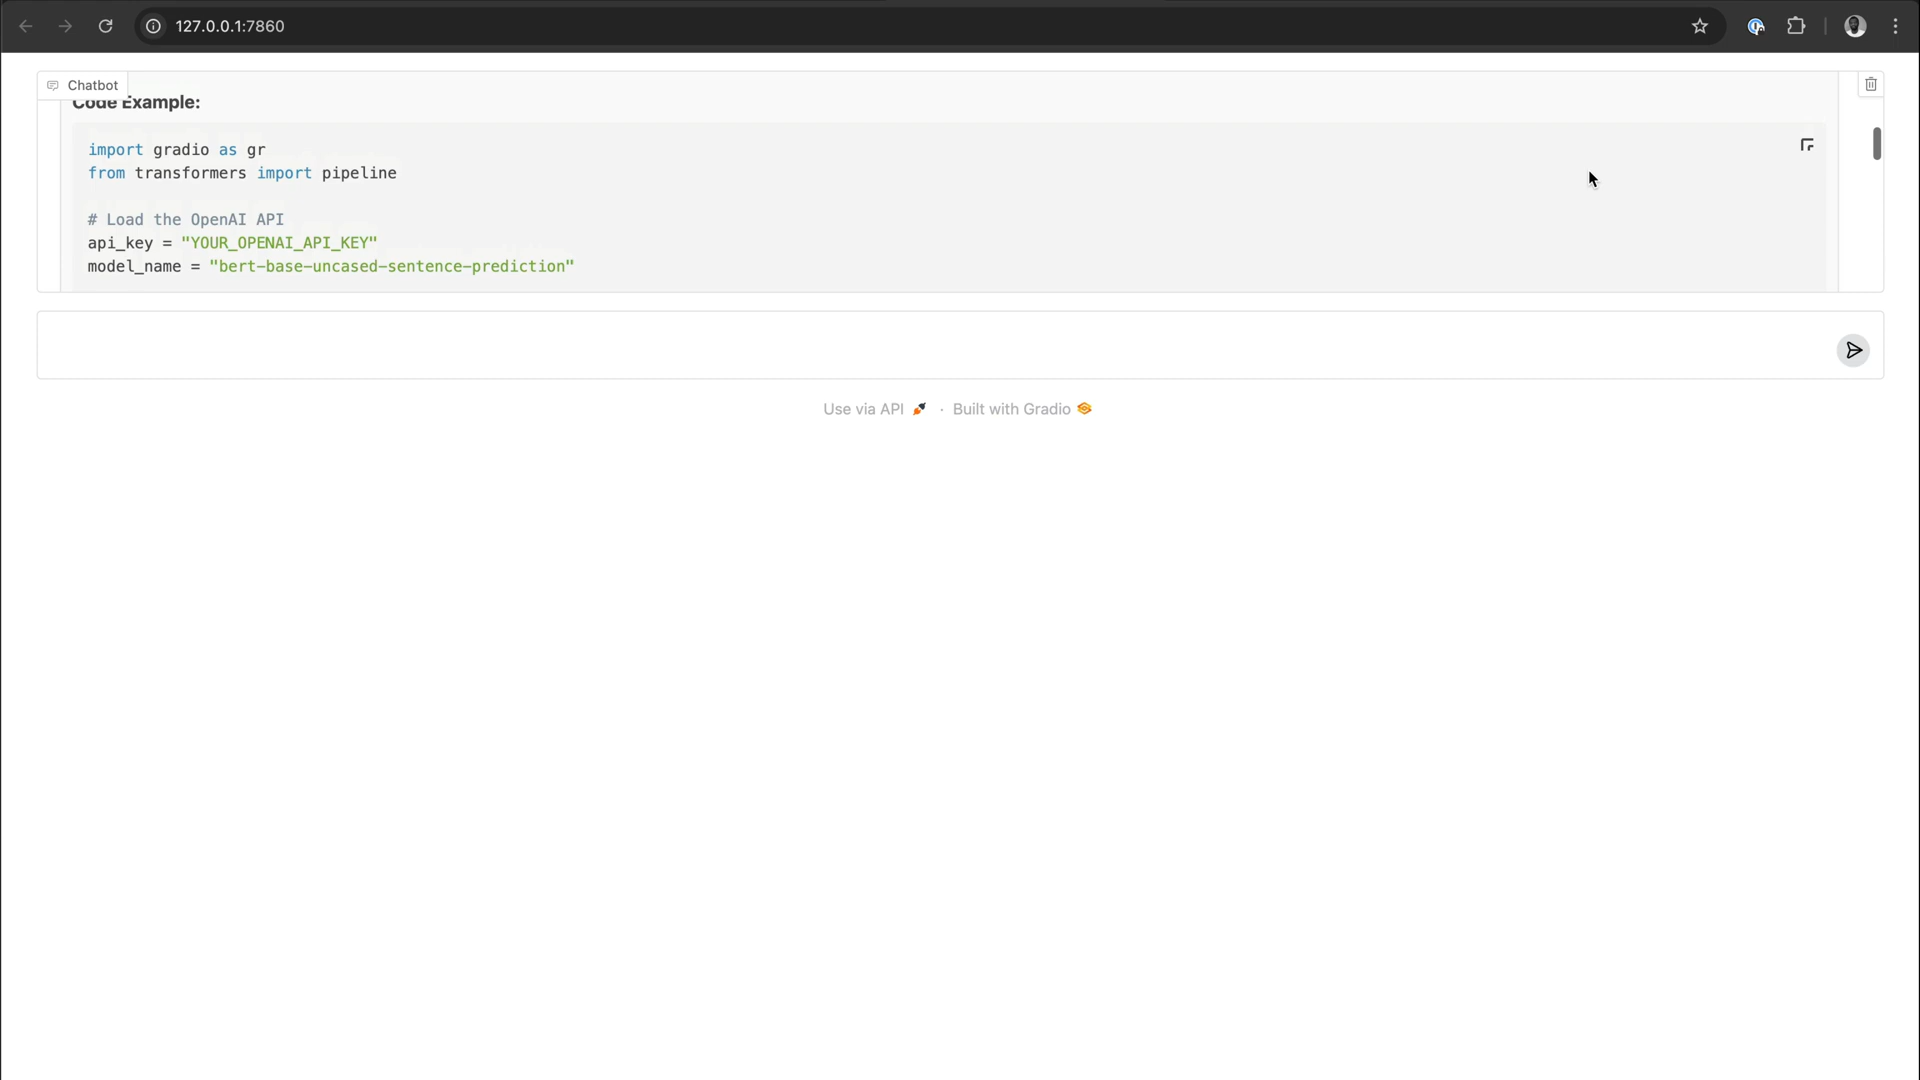 127.0.0.1:7860
Chatbot
Code Example:
import gradio as gr
from transformers import pipeline
# Load the OpenAI API
api_key = "YOUR_OPENAI_API_KEY"
model_name = "bert-base-uncased-sentence-prediction"
Use via API · Built with Gradio